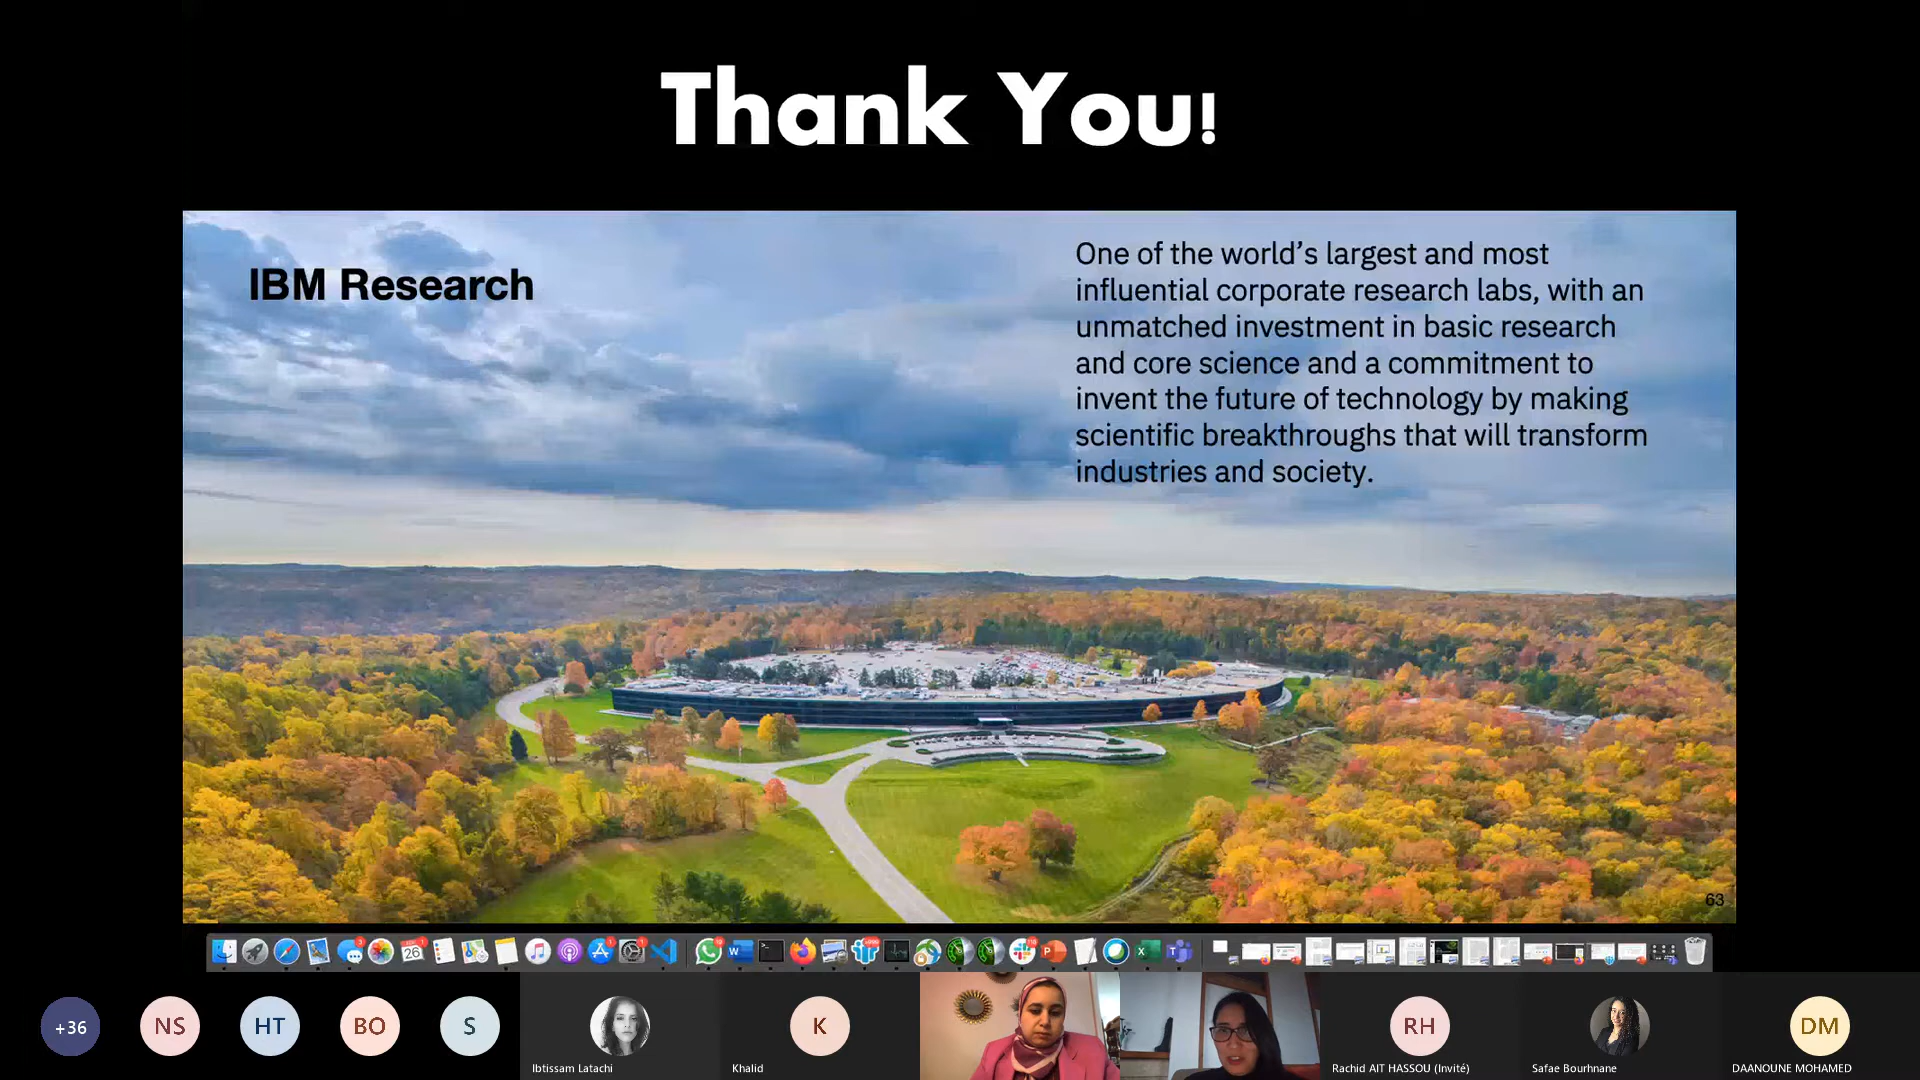 Thank You!
IBM Research
One of the world's largest and most
influential corporate research labs, with an
unmatched investment in basic research
and core science and a commitment to
invent the future of technology by making
scientific breakthroughs that will transform
industries and society.
63
26
+36
NS
HT
BO
S
K
RH
DM
Ibtissam Latachi
Khalid
Rachid AIT HASSOU (Invité)
Safae Bourhnane
DAANOUNE MOHAMED